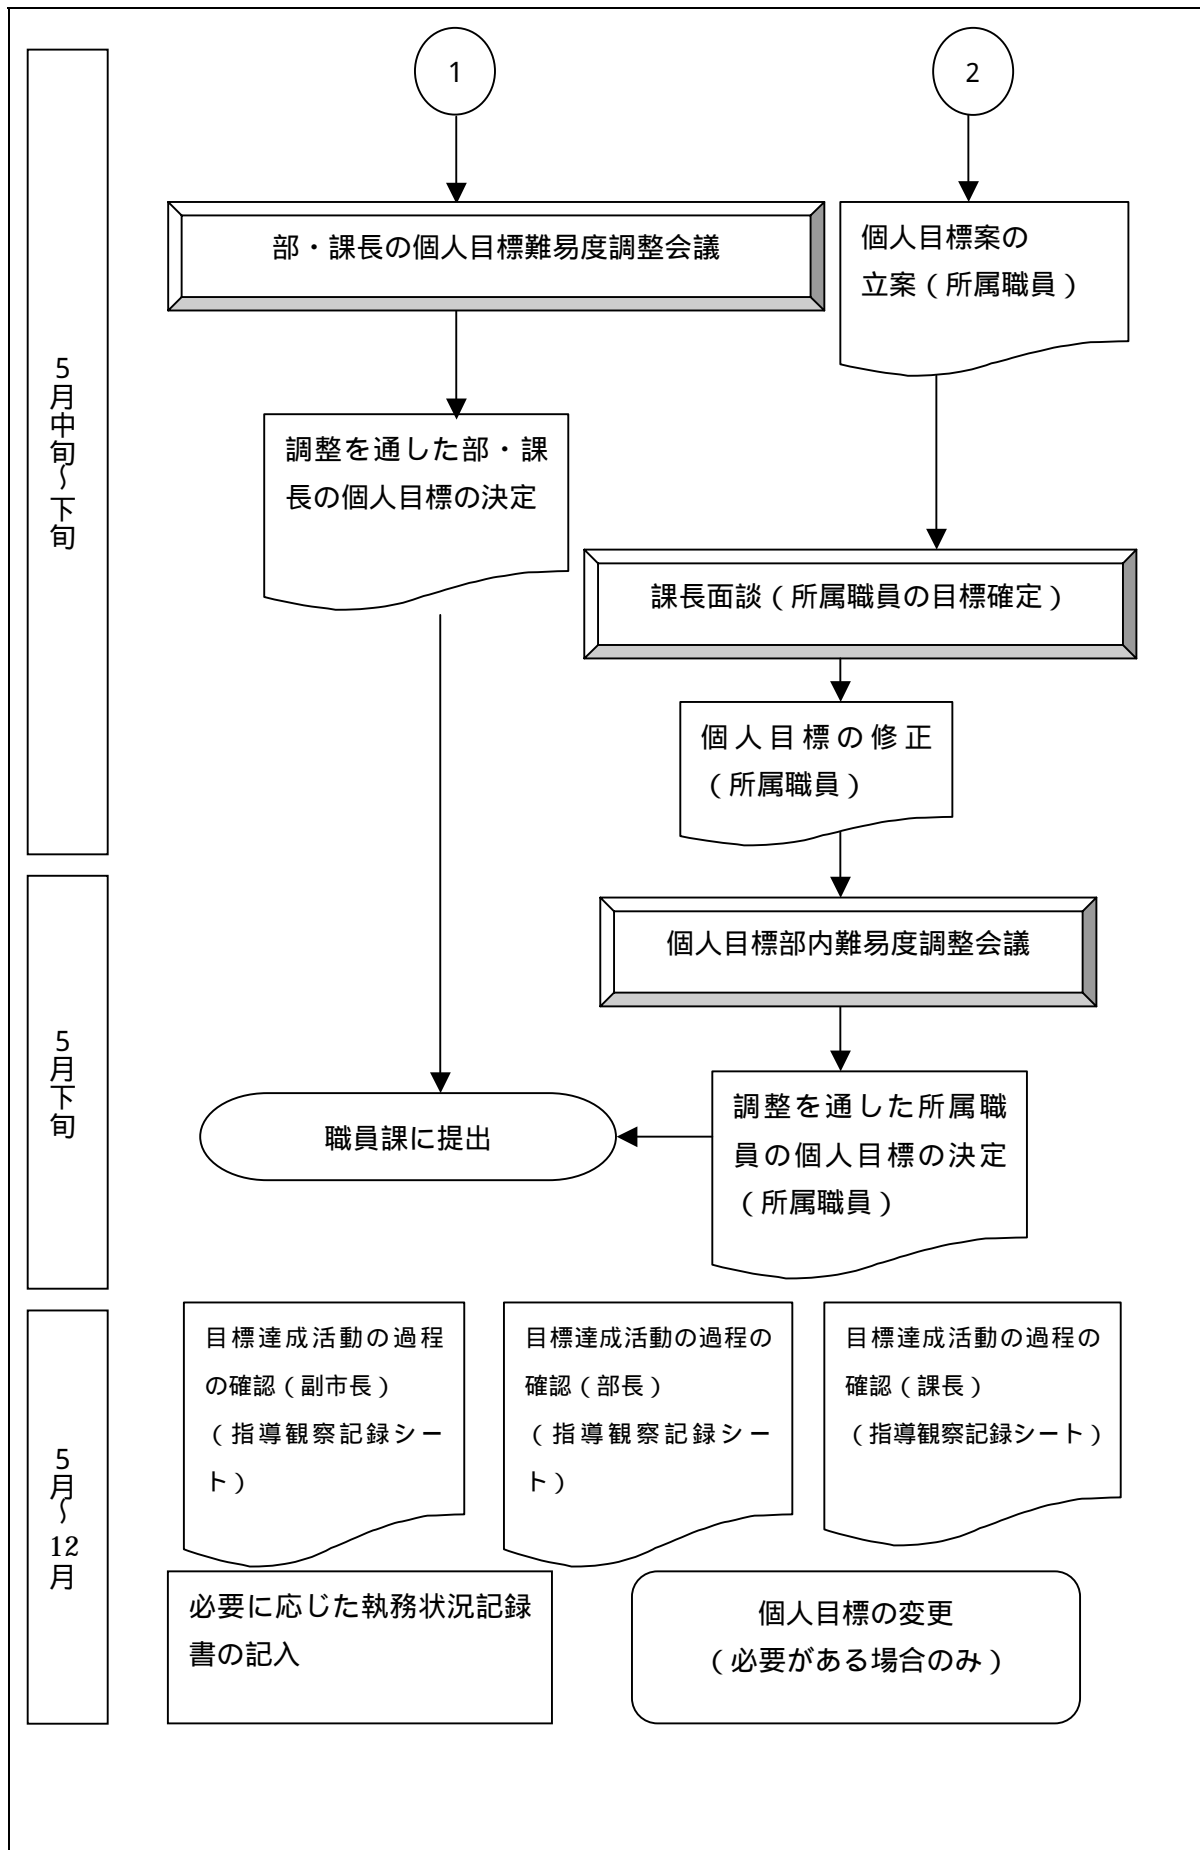 1
2
5月中旬〜下旬
部・課長の個人目標難易度調整会議
個人目標案の
立案（所属職員）
調整を通した部・課
長の個人目標の決定
課長面談（所属職員の目標確定）
個人目標の修正
（所属職員）
5月下旬
個人目標部内難易度調整会議
職員課に提出
調整を通した所属職
員の個人目標の決定
（所属職員）
5月〜12月
目標達成活動の過程
の確認（副市長）
（指導観察記録シー
ト）
目標達成活動の過程の
確認（部長）
（指導観察記録シー
ト）
目標達成活動の過程の
確認（課長）
（指導観察記録シート）
必要に応じた執務状況記録
書の記入
個人目標の変更
（必要がある場合のみ）